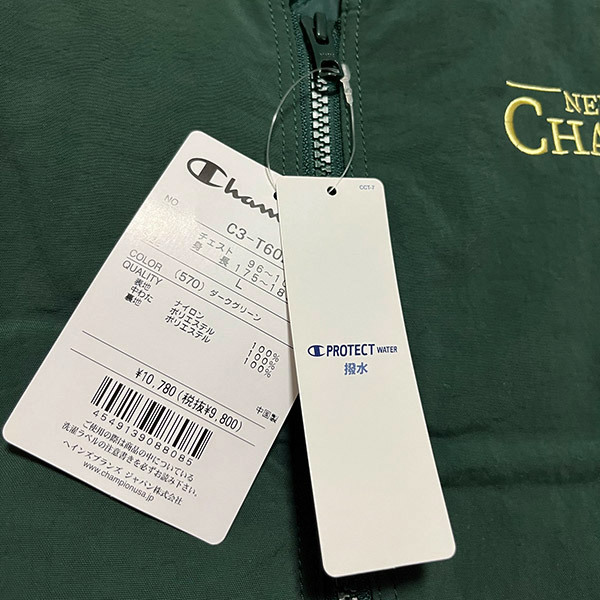 Cham
NO
C3-T60
チェスト 96~1
身 長 175~18
L
COLOR
(570) ダークグリーン
QUALITY
表地 ナイロン 100%
中わた ポリエステル 100%
裏地 ポリエステル 100%
¥10,780(税抜¥9,800)
4549139088085
中国製
ご使用の際は商品の中についている
洗濯ラベルの注意書きを必ずお読み下さい。
ヘインズブランズ ジャパン株式会社
www.championusa.jp
CCT-7
C PROTECT WATER
撥水
NE
CHA